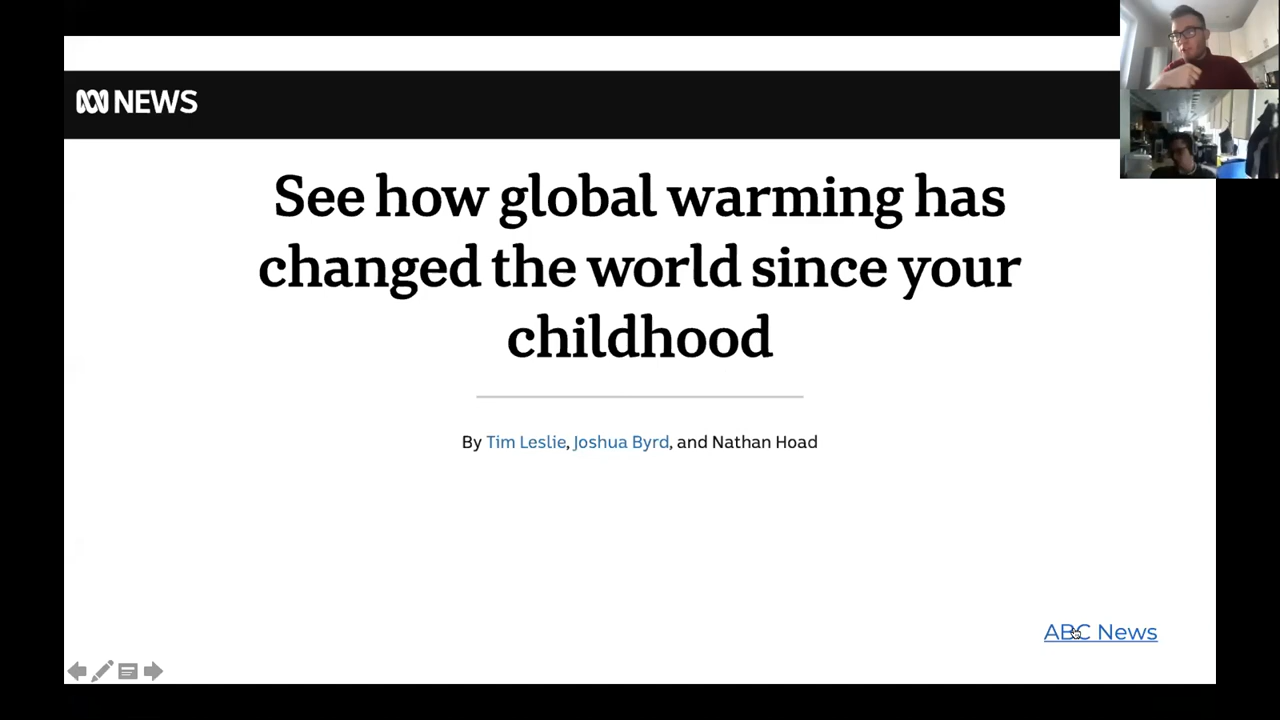 NEWS
See how global warming has
changed the world since your
childhood
By Tim Leslie, Joshua Byrd, and Nathan Hoad
ABC News